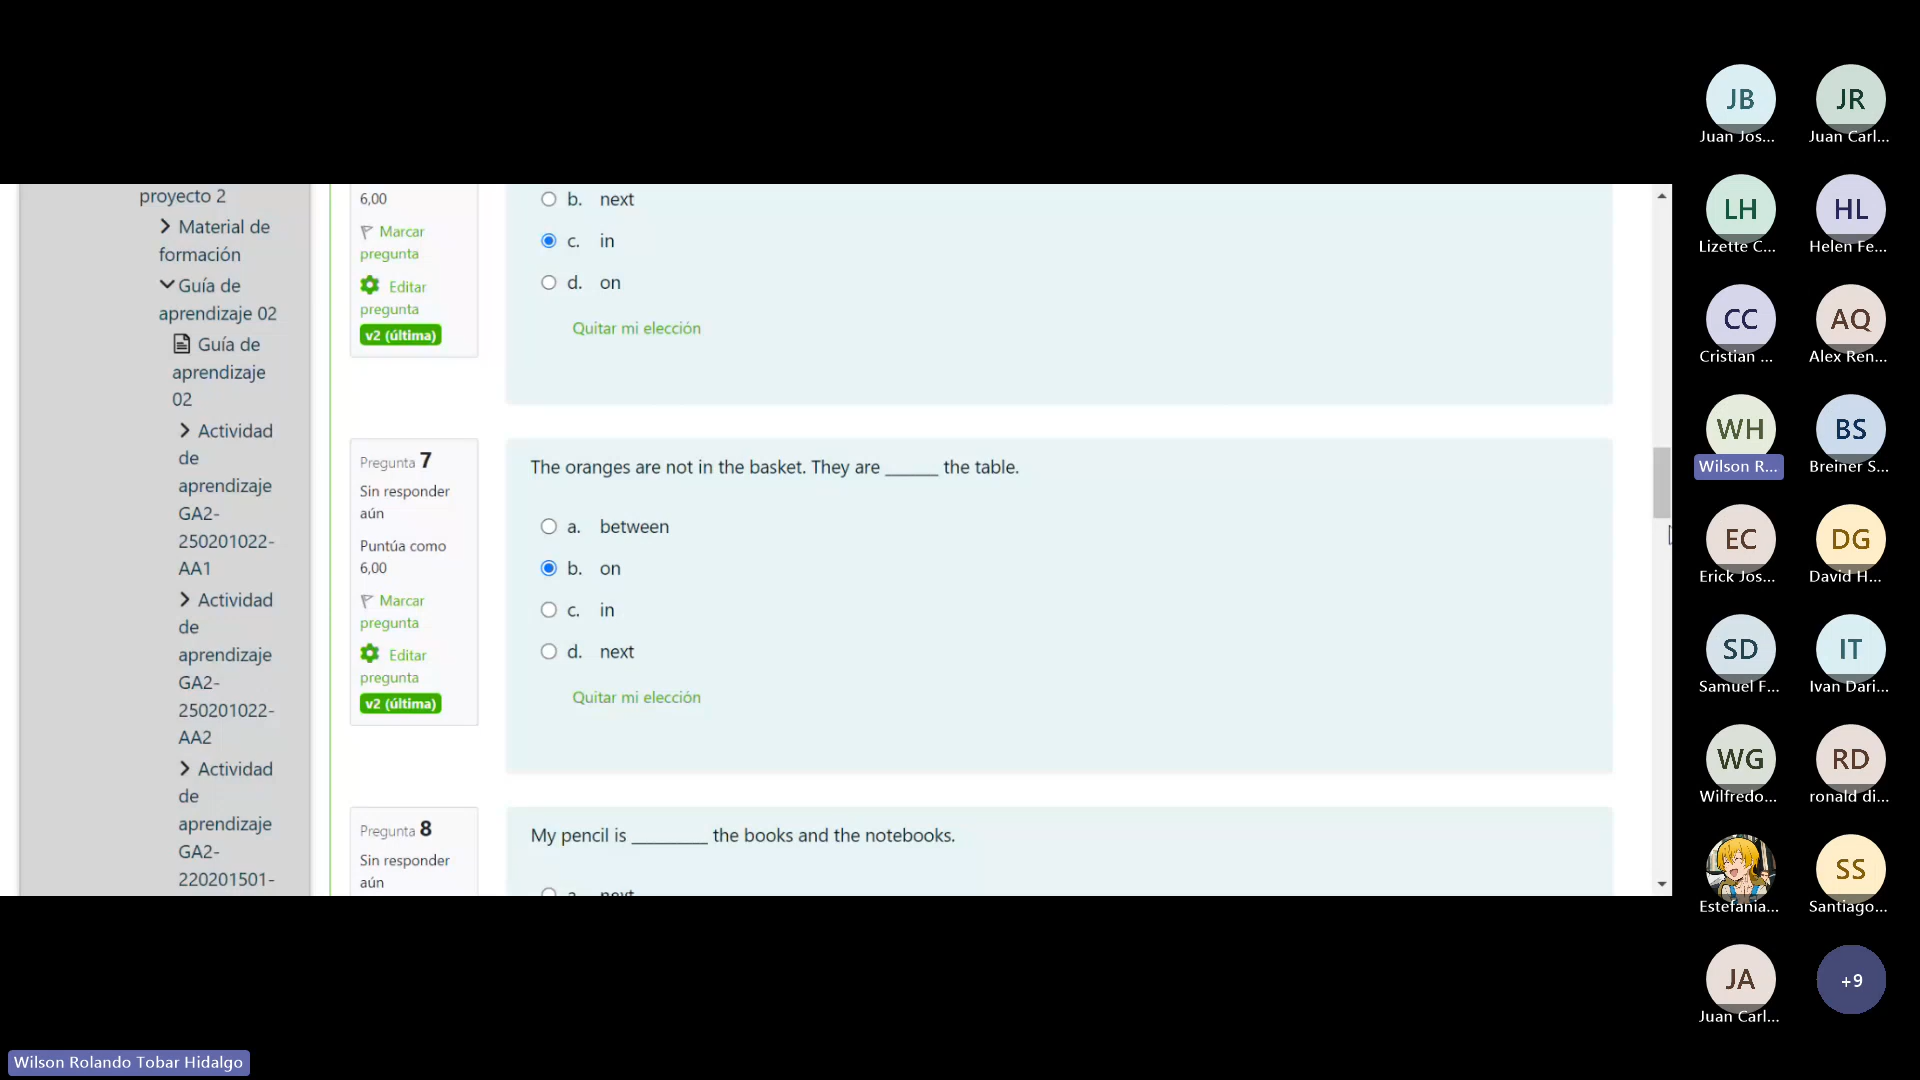 proyecto 2
Material de
formación
Guía de
aprendizaje 02
Guía de
aprendizaje
02
Actividad
de
aprendizaje
GA2-
250201022-
AA1
Actividad
de
aprendizaje
GA2-
250201022-
AA2
Actividad
de
aprendizaje
GA2-
220201501-
6,00
Marcar
pregunta
Editar
pregunta
v2 (última)
b. next
c. in
d. on
Quitar mi elección
Pregunta 7
Sin responder
aún
Puntúa como
6,00
Marcar
pregunta
Editar
pregunta
v2 (última)
The oranges are not in the basket. They are ______ the table.
a. between
b. on
c. in
d. next
Quitar mi elección
Pregunta 8
Sin responder
aún
My pencil is _________ the books and the notebooks.
a. next
JB
Juan Jos...
JR
Juan Carl...
LH
Lizette C...
HL
Helen Fe...
CC
Cristian ...
AQ
Alex Ren...
WH
Wilson R...
BS
Breiner S...
EC
Erick Jos...
DG
David H...
SD
Samuel F...
IT
Ivan Dari...
WG
Wilfredo...
RD
ronald di...
Estefania...
SS
Santiago...
JA
Juan Carl...
+9
Wilson Rolando Tobar Hidalgo